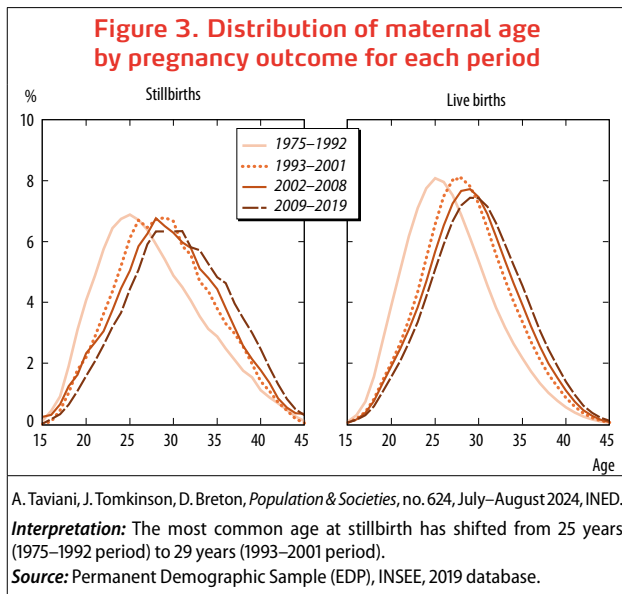 Figure 3. Distribution of maternal age
by pregnancy outcome for each period
% Stillbirths Live births
10
8
6
4
2
0
1975–1992
1993–2001
2002–2008
2009–2019
15 20 25 30 35 40 45 15 20 25 30 35 40 45
Age
A. Taviani, J. Tomkinson, D. Breton, Population & Societies, no. 624, July–August 2024, INED.
Interpretation: The most common age at stillbirth has shifted from 25 years
(1975–1992 period) to 29 years (1993–2001 period).
Source: Permanent Demographic Sample (EDP), INSEE, 2019 database.